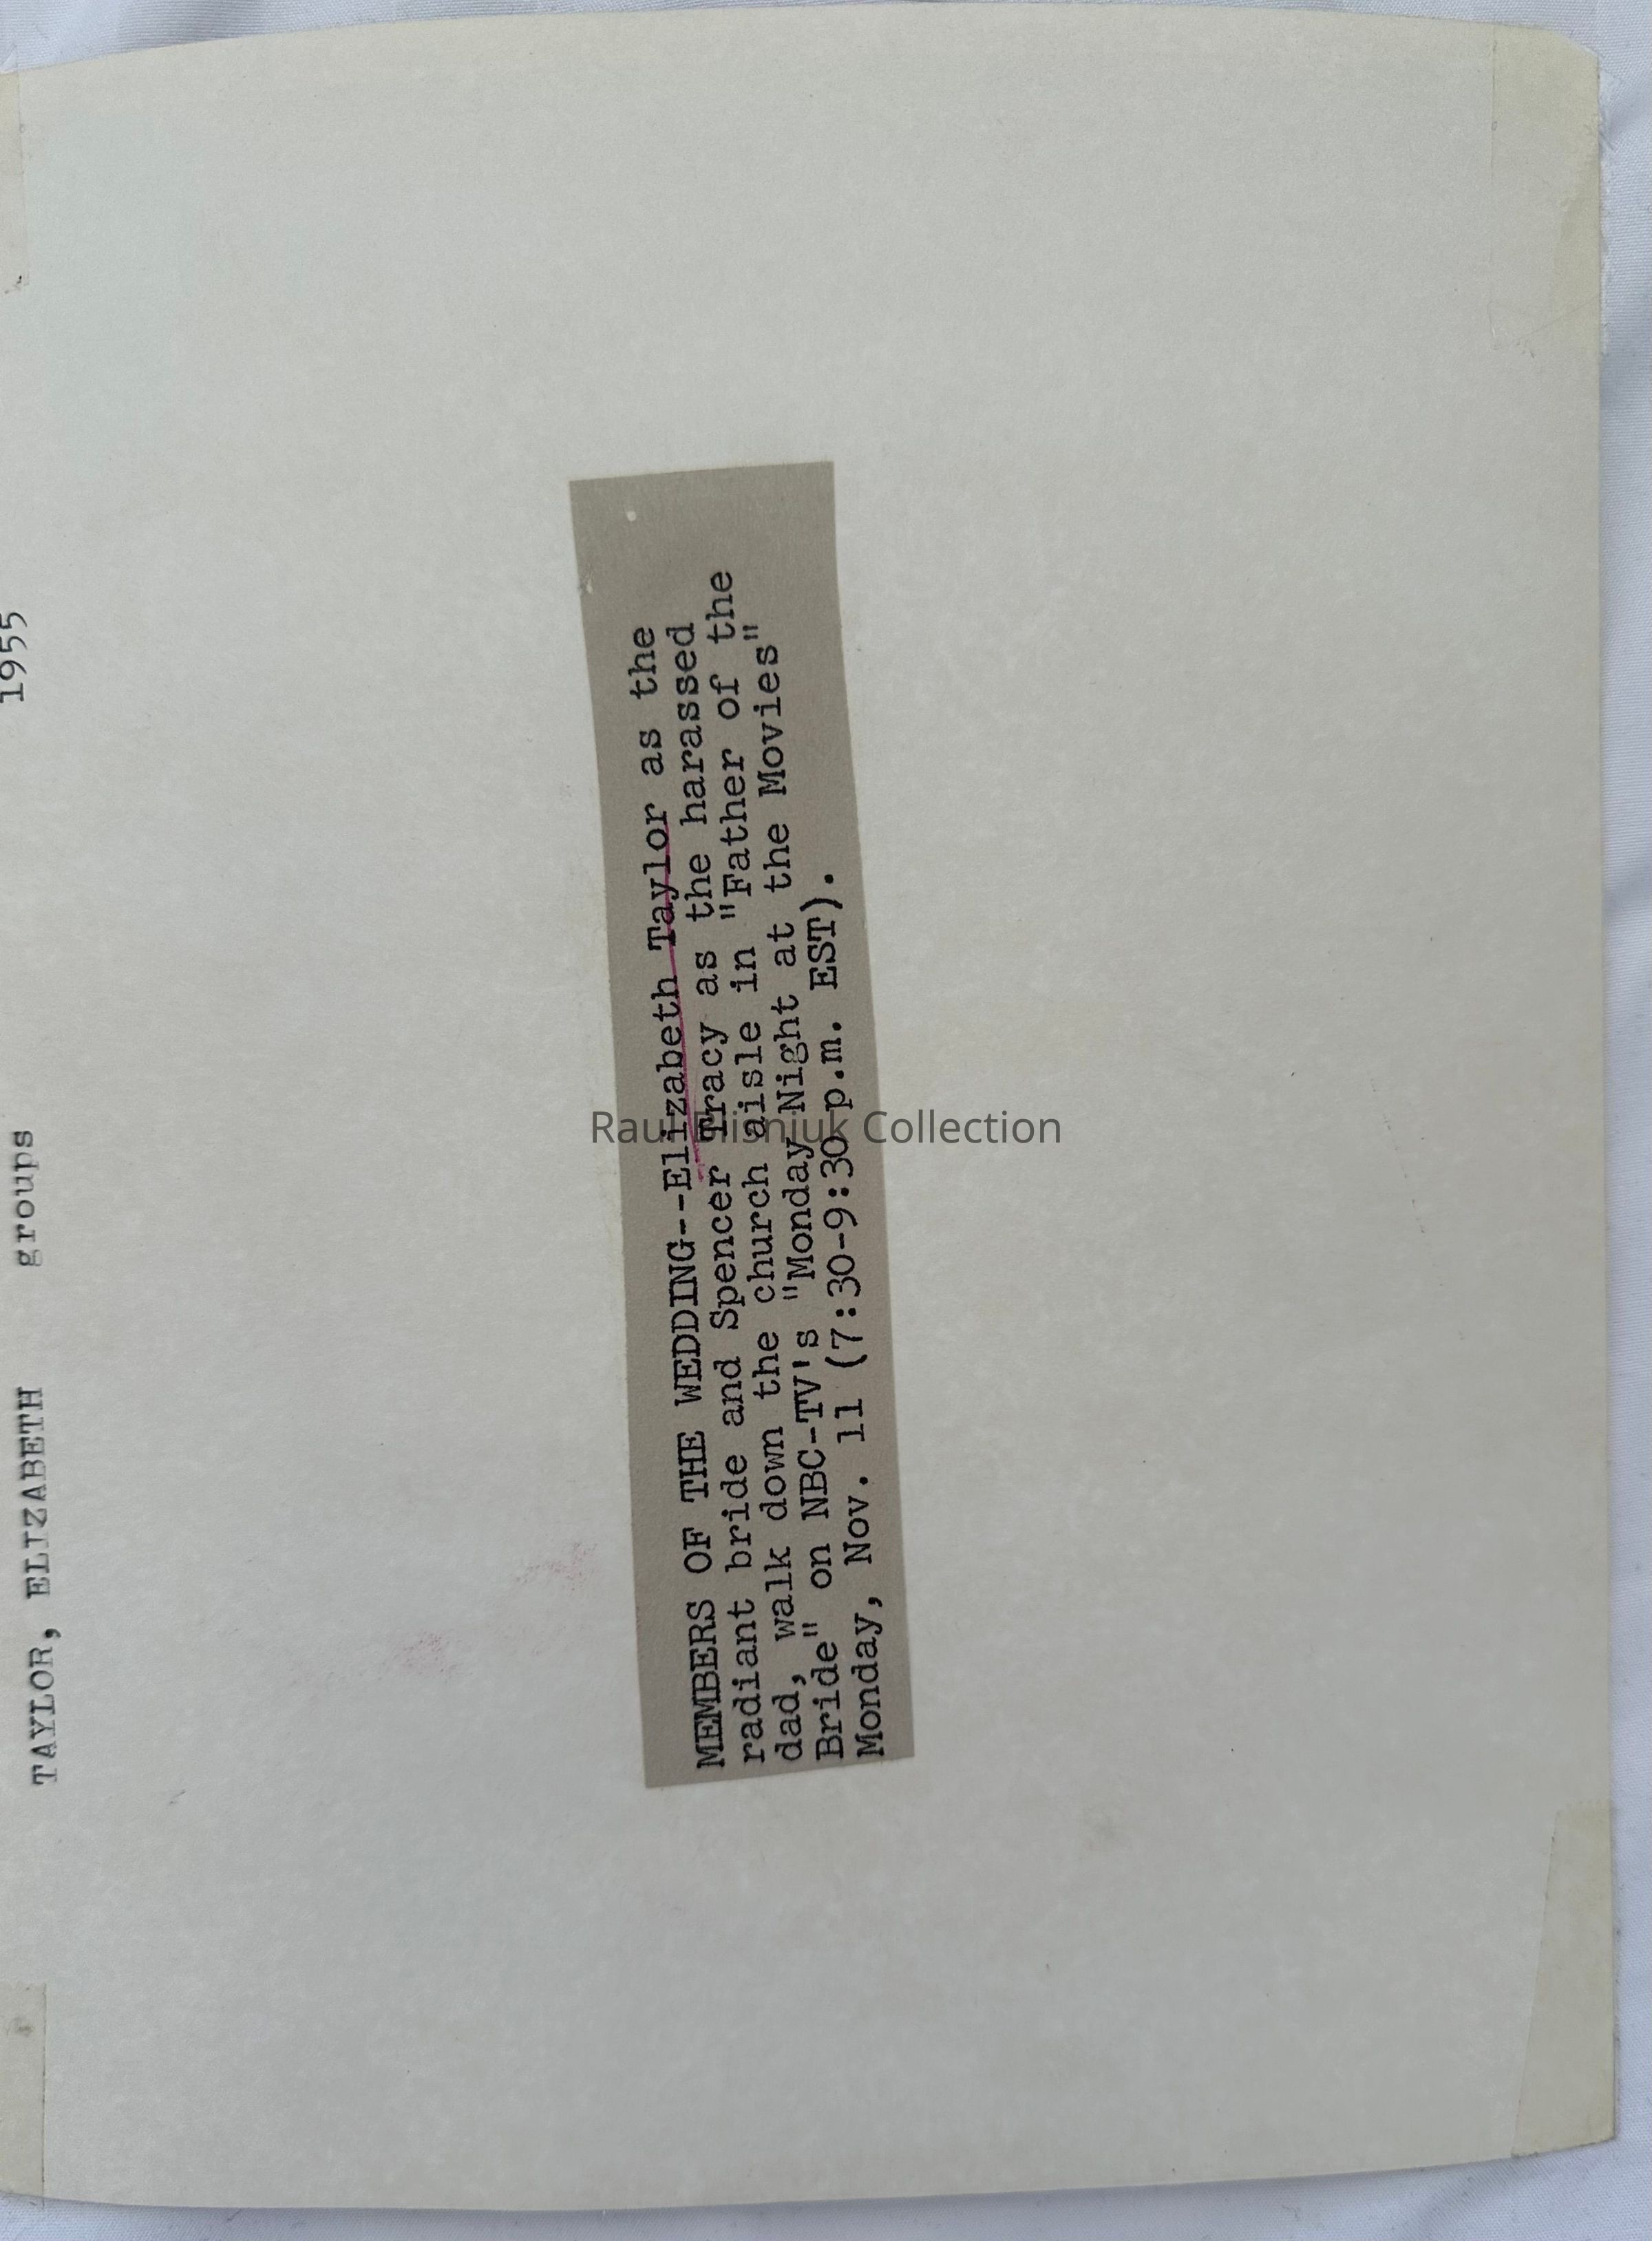 TAYLOR, ELIZABETH groups 1955
MEMBERS OF THE WEDDING--Elizabeth Taylor as the
radiant bride and Spencer Tracy as the harassed
dad, walk down the church aisle in "Father of the
Bride" on NBC-TV's "Monday Night at the Movies"
Monday, Nov. 11 (7:30-9:30 p.m. EST).
Raul Collection